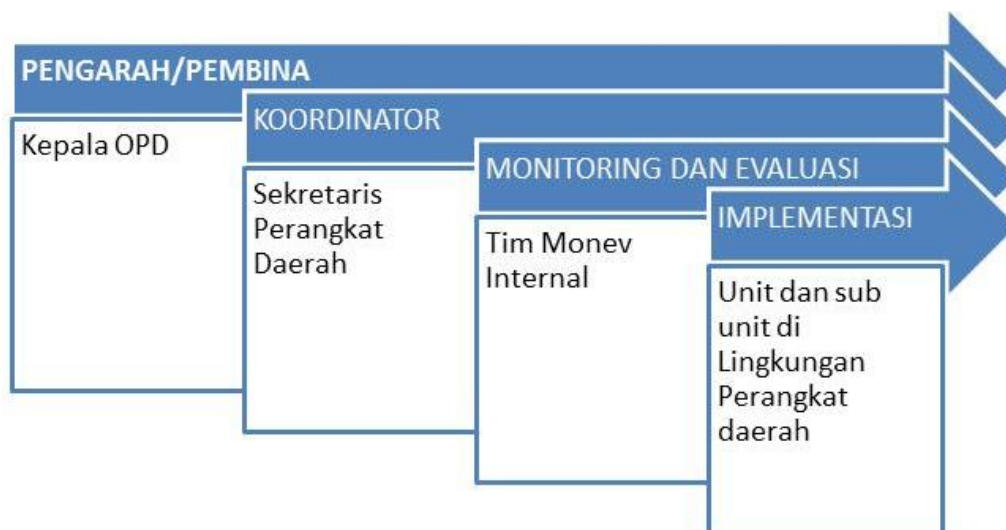 PENGARAH/PEMBINA
Kepala OPD
KOORDINATOR
Sekretaris
Perangkat
Daerah
MONITORING DAN EVALUASI
Tim Monev
Internal
IMPLEMENTASI
Unit dan sub
unit di
Lingkungan
Perangkat
daerah